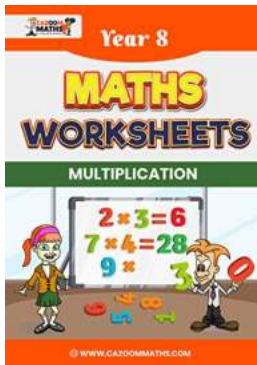 CAZOOM
MATHS
Year 8
MATHS
WORKSHEETS
MULTIPLICATION
2 × 3 = 6
7 × 4 = 28
9 ×
3
0
WWW.CAZOOMMATHS.COM